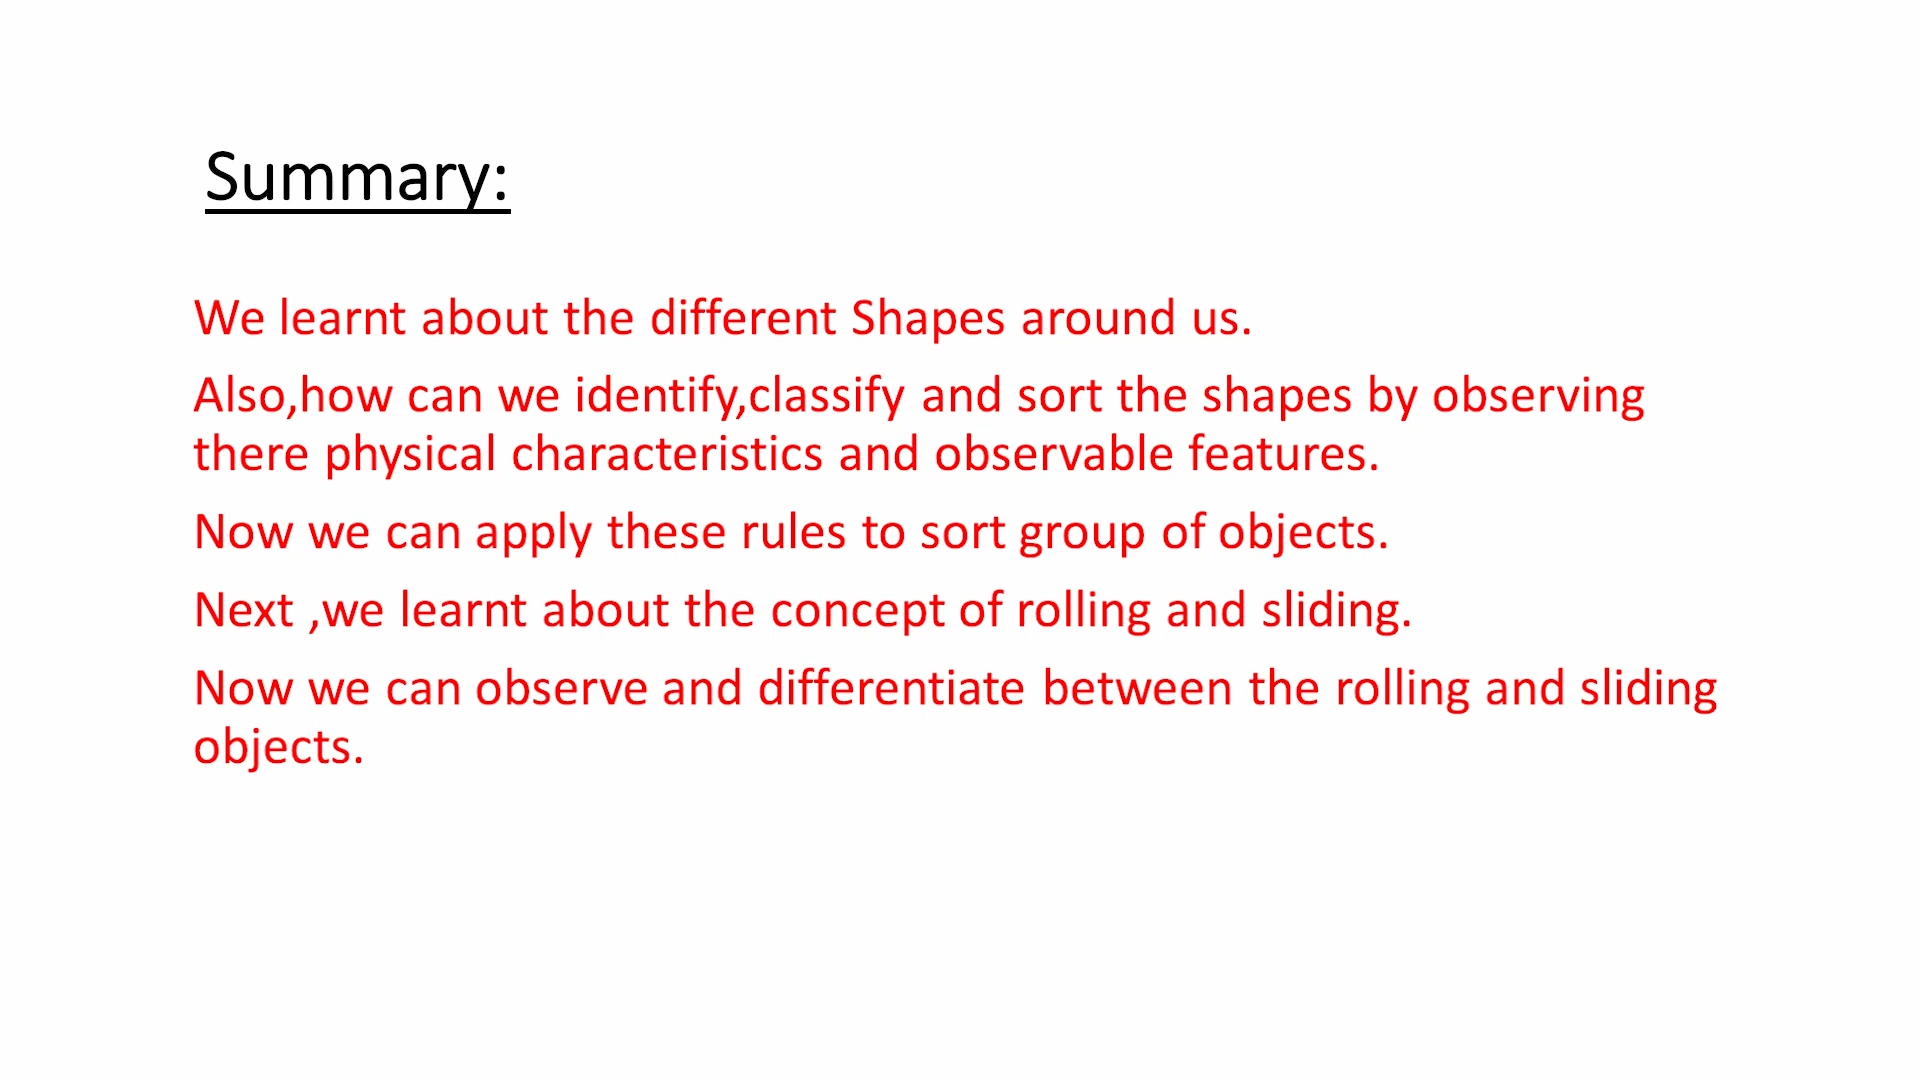 Summary:
We learnt about the different Shapes around us.
Also,how can we identify,classify and sort the shapes by observing
there physical characteristics and observable features.
Now we can apply these rules to sort group of objects.
Next ,we learnt about the concept of rolling and sliding.
Now we can observe and differentiate between the rolling and sliding
objects.